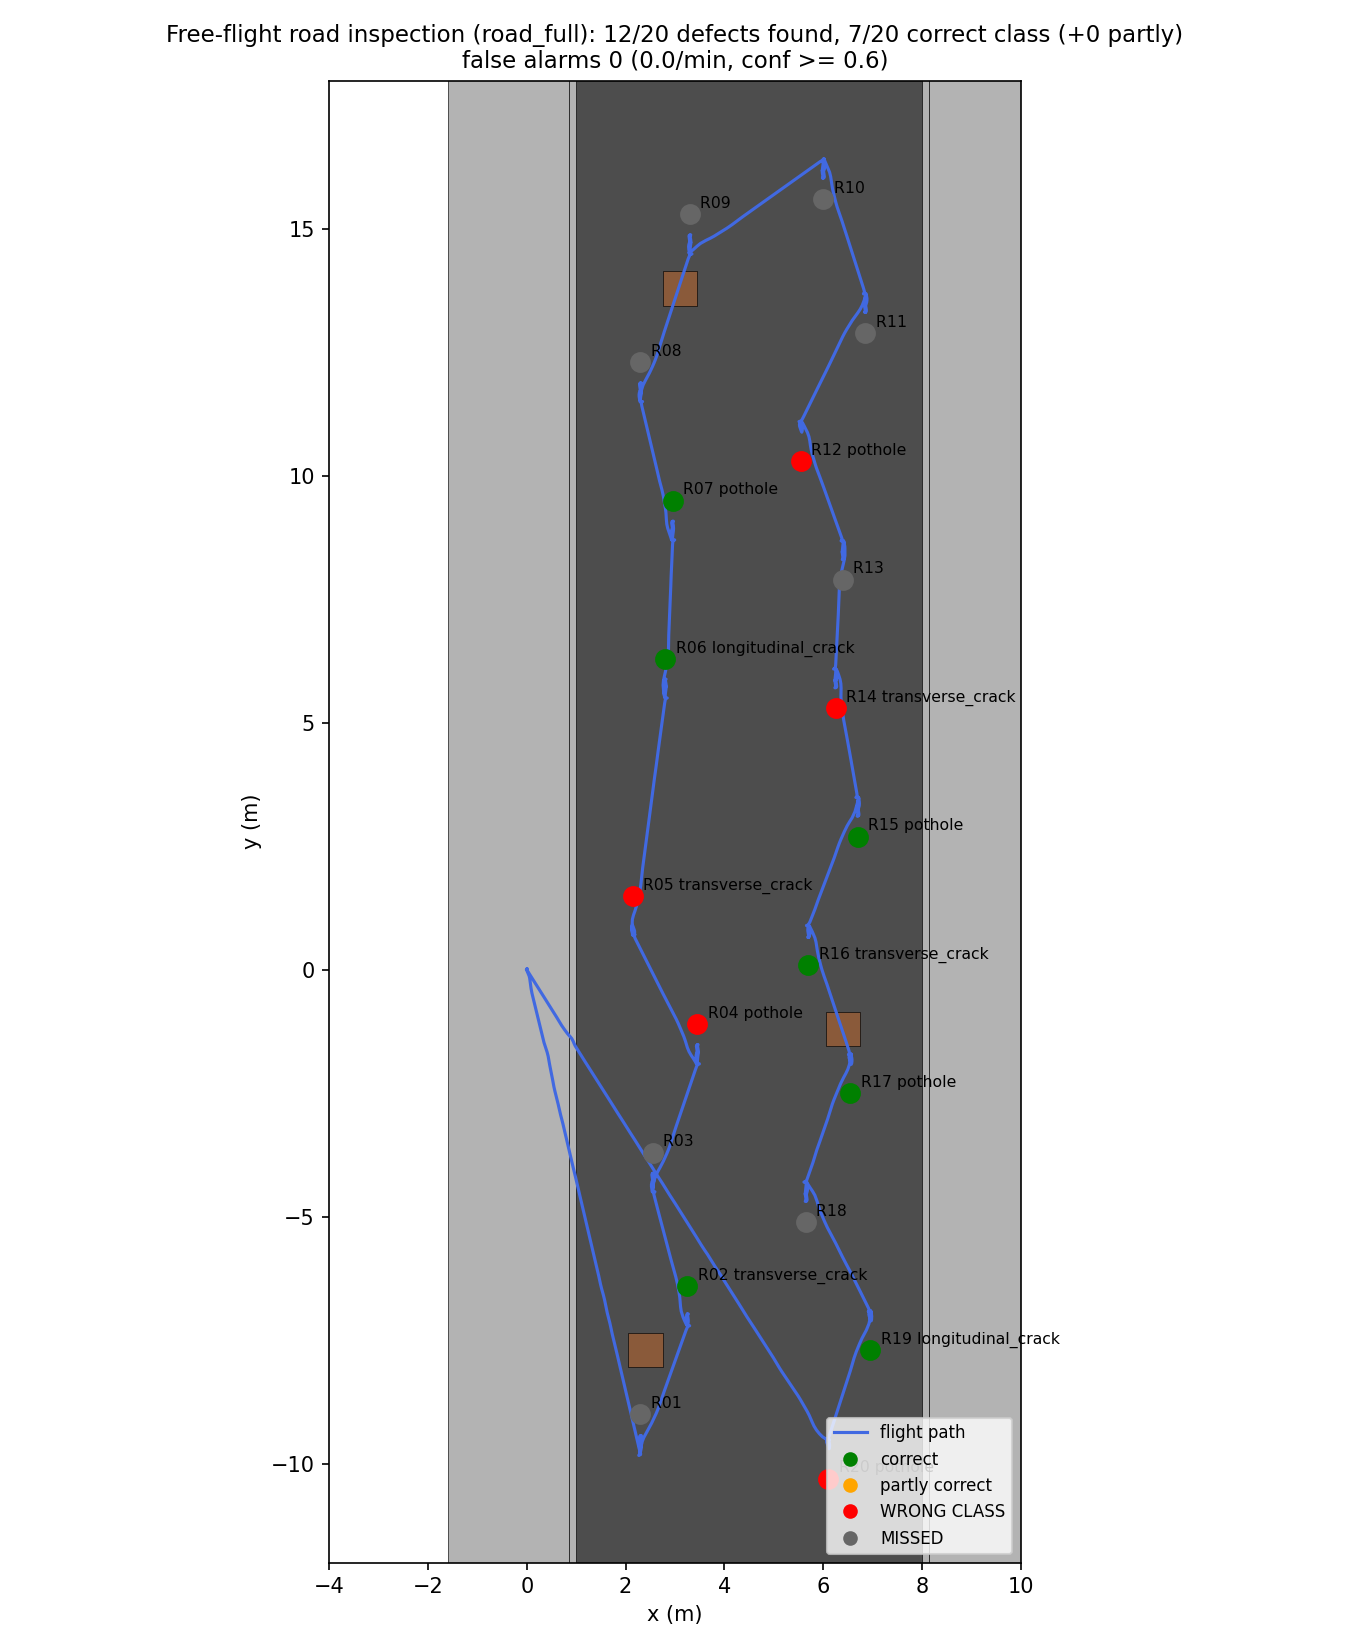 Free-flight road inspection (road_full): 12/20 defects found, 7/20 correct class (+0 partly)
false alarms 0 (0.0/min, conf >= 0.6)
R10
R09
15
R11
R08
R12 pothole
10
R07 pothole
R13
R06 longitudinal_crack
R14 transverse_crack
5
R15 pothole
y (m)
R05 transverse_crack
R16 transverse_crack
0
R04 pothole
R17 pothole
R03
R18
−5
R02 transverse_crack
R19 longitudinal_crack
R01
flight path
correct
R20 pothole
−10
partly correct
WRONG CLASS
MISSED
−4
−2
0
2
4
6
8
10
x (m)